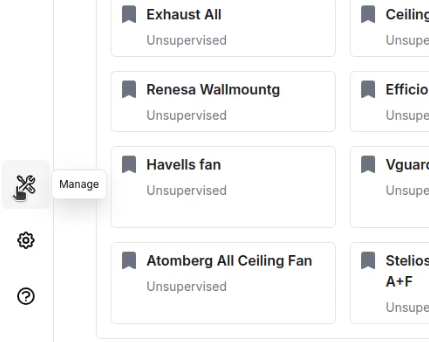 Exhaust All
Unsupervised
Ceiling
Unsupe
Renesa Wallmountg
Unsupervised
Efficio
Unsupe
Manage
Havells fan
Unsupervised
Vguard
Unsupe
Atomberg All Ceiling Fan
Unsupervised
Stelios
A+F
Unsupe